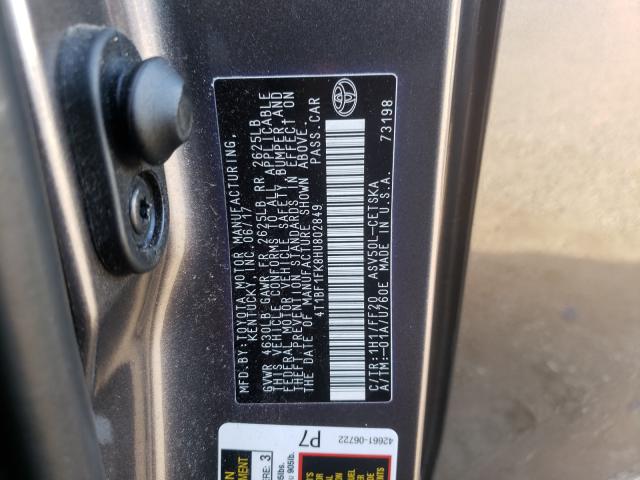 MFD.BY:TOYOTA MOTOR MANUFACTURING,
KENTUCKY, INC. 06/17
GVWR 4630LB GAWR FR 2625LB RR 2625LB
THIS VEHICLE CONFORMS TO ALL APPLICABLE
FEDERAL MOTOR VEHICLE SAFETY, BUMPER, AND
THEFT PREVENTION STANDARDS IN EFFECT ON
THE DATE OF MANUFACTURE SHOWN ABOVE.
4T1BF1FK8HU802849 PASS.CAR
C/TR:1H1/FF20 ASV50L-CETSKA
A/TM:-01A/U760E MADE IN U.S.A. 73198
42661-06722
P7
3